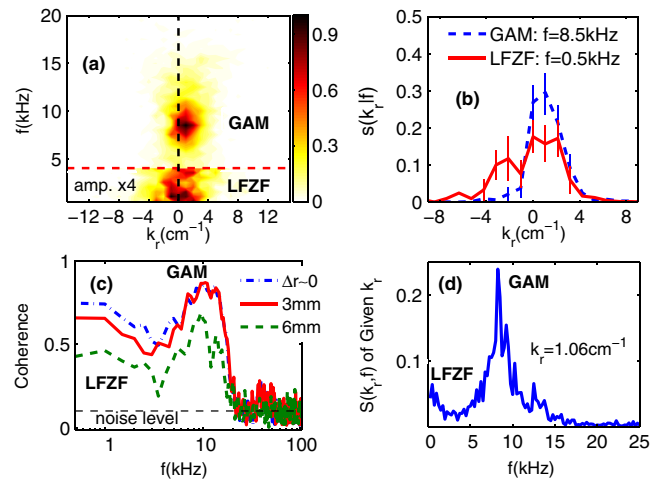 (a)
f(kHz)
20
15
10
5
GAM
amp. x4
LFZF
−12 −8 −4 0 4 8 12
k_r(cm⁻¹)
0.9
0.6
0.3
0
(b)
s(k_r|f)
0.5
0.4
0.3
0.2
0.1
0
GAM: f=8.5kHz
LFZF: f=0.5kHz
−8 −4 0 4 8
k_r(cm⁻¹)
(c)
Coherence
1
0.5
0
GAM
Δr~0
3mm
6mm
LFZF
noise level
1 10 100
f(kHz)
(d)
S(k_r,f) of Given k_r
0.2
0.1
GAM
k_r=1.06cm⁻¹
LFZF
0 5 10 15 20 25
f(kHz)